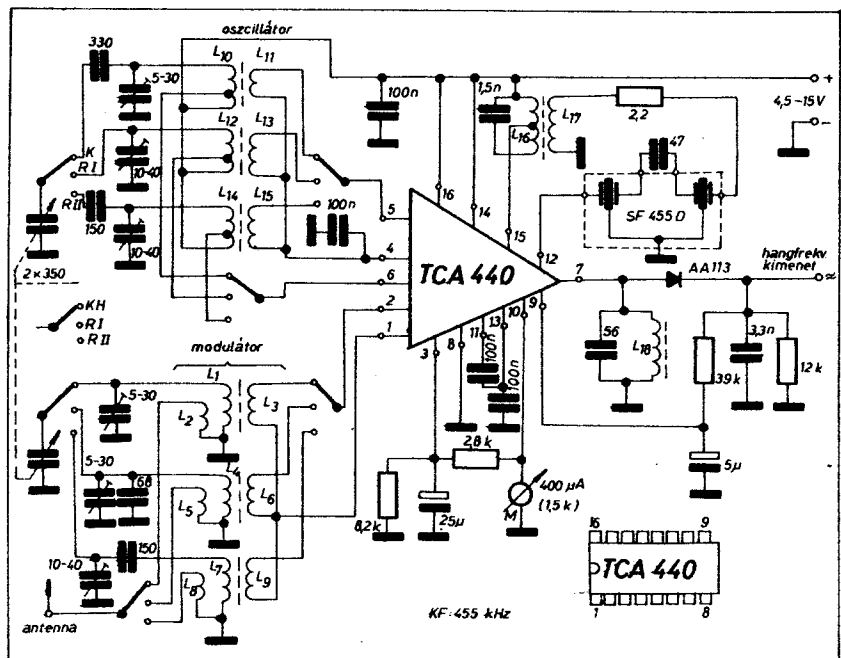 oszcillátor
330
L10
L11
5-30
100n
1,5n
L16
L17
2,2
+
4,5-15V
-
47
SF 455 D
K
RI
RII
L12
L13
10-40
150
L14
L15
10-40
100n
2×350
16
14
15
12
5
4
6
2
1
TCA 440
7
AA113
hangfrekv.
kimenet
≈
3
8
11
13
10
9
KH
RI
RII
modulátor
L1
L2
L3
5-30
5-30
68
L4
L5
L6
10-40
150
L7
L8
L9
antenna
100n
100n
56
L18
39k
3,3n
12k
5μ
2,8k
8,2k
25μ
M
400 μA
(1,5 k)
KF=455 kHz
16
9
TCA 440
1
8